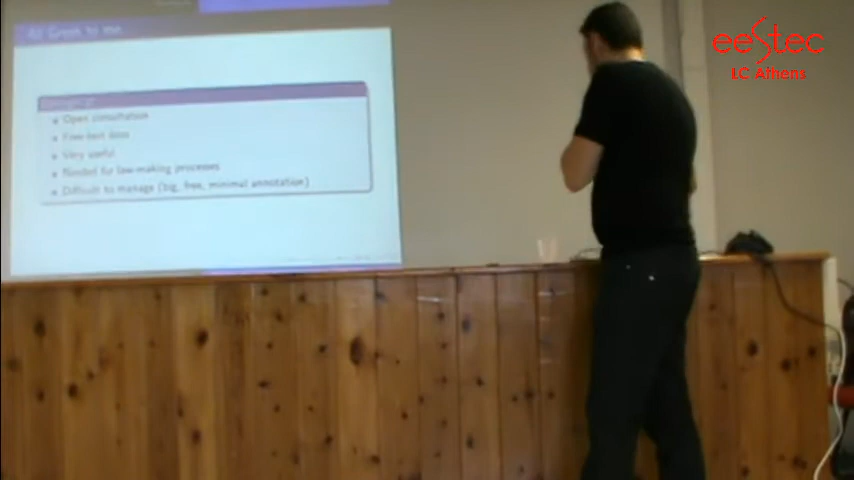 All Greek to me
eeStec
LC Athens
Open consultation
Free-text data
Very useful
Needed for law-making processes
Difficult to manage (big, free, minimal annotation)